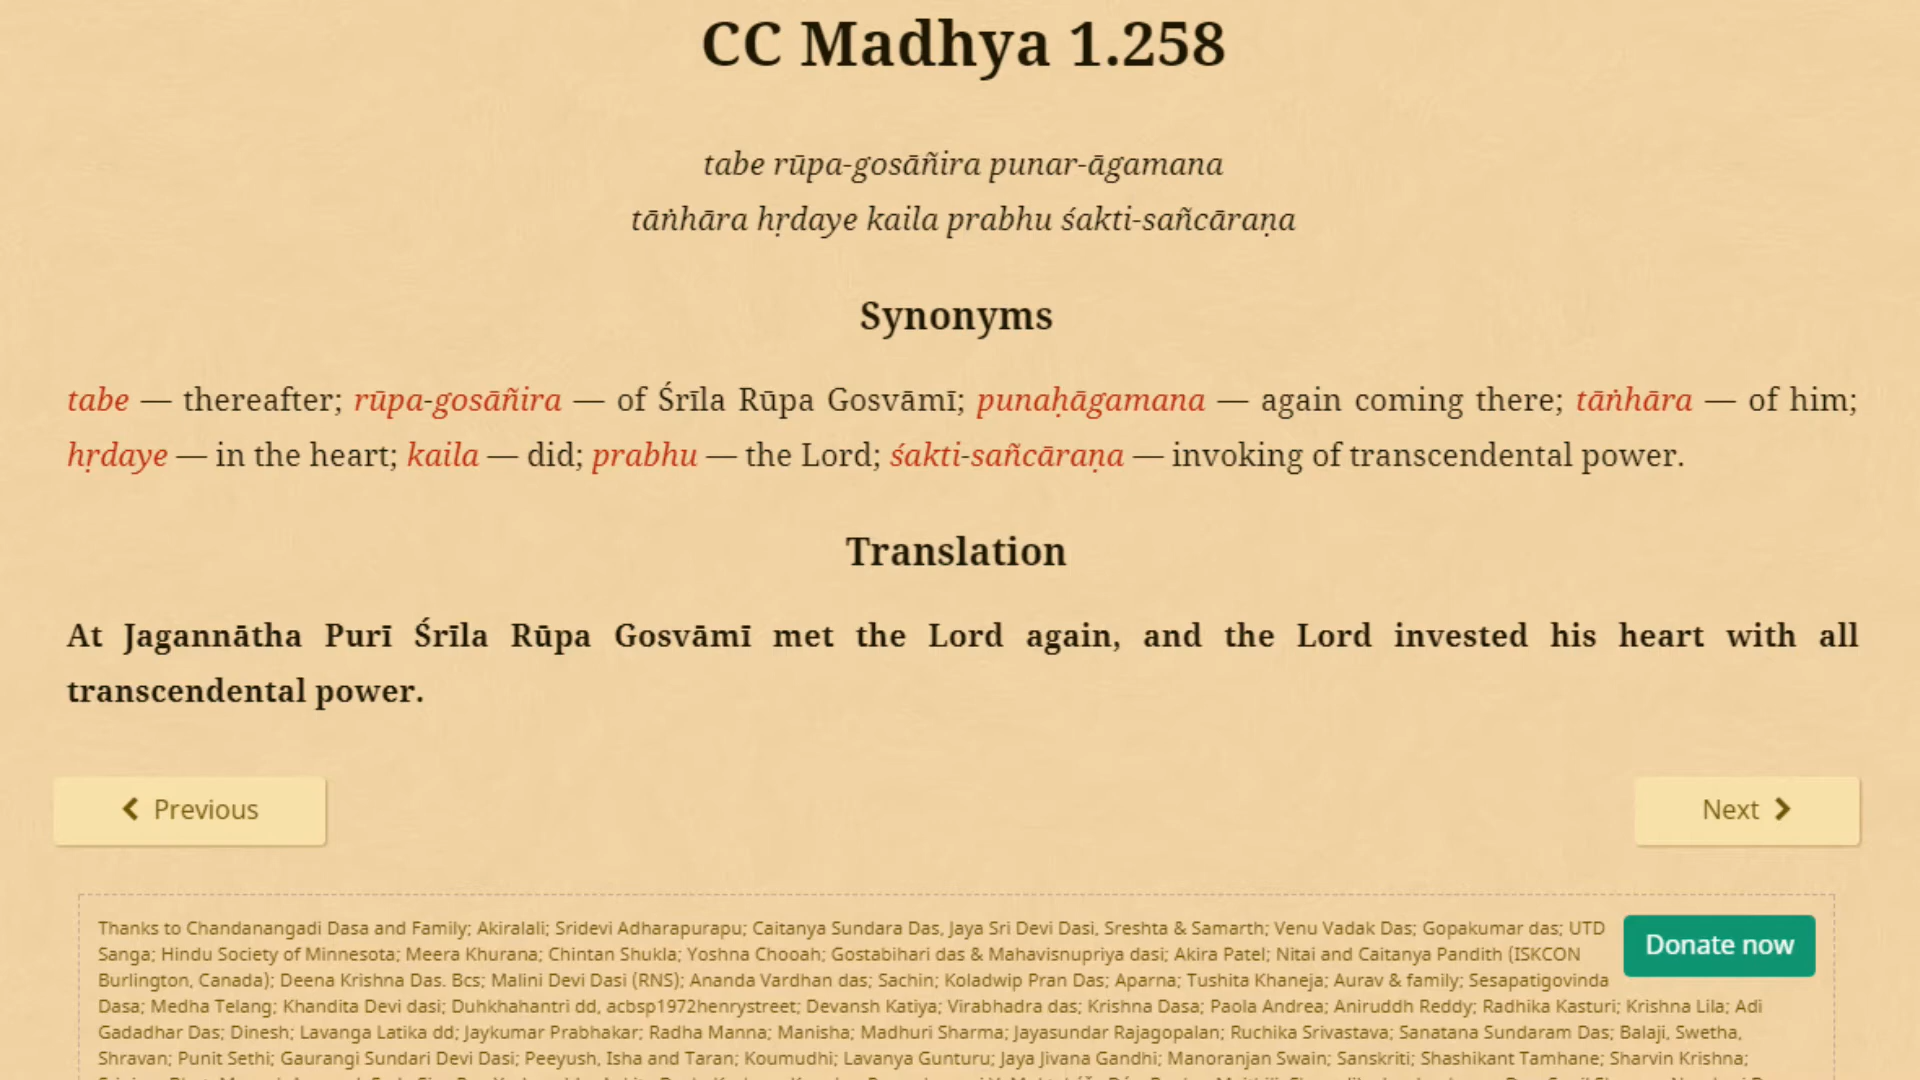 CC Madhya 1.258
tabe rūpa-gosāñira punar-āgamana
tāṅhāra hṛdaye kaila prabhu śakti-sañcāraṇa
Synonyms
tabe — thereafter; rūpa-gosāñira — of Śrīla Rūpa Gosvāmī; punaḥāgamana — again coming there; tāṅhāra — of him;
hṛdaye — in the heart; kaila — did; prabhu — the Lord; śakti-sañcāraṇa — invoking of transcendental power.
Translation
At Jagannātha Purī Śrīla Rūpa Gosvāmī met the Lord again, and the Lord invested his heart with all
transcendental power.
Previous
Next
Thanks to Chandanangadi Dasa and Family; Akiralali; Sridevi Adharapurapu; Caitanya Sundara Das, Jaya Sri Devi Dasi, Sreshta & Samarth; Venu Vadak Das; Gopakumar das; UTD
Sanga; Hindu Society of Minnesota; Meera Khurana; Chintan Shukla; Yoshna Chooah; Gostabihari das & Mahavisnupriya dasi; Akira Patel; Nitai and Caitanya Pandith (ISKCON
Burlington, Canada); Deena Krishna Das. Bcs; Malini Devi Dasi (RNS); Ananda Vardhan das; Sachin; Koladwip Pran Das; Aparna; Tushita Khaneja; Aurav & family; Sesapatigovinda
Dasa; Medha Telang; Khandita Devi dasi; Duhkhahantri dd, acbsp1972henrystreet; Devansh Katiya; Virabhadra das; Krishna Dasa; Paola Andrea; Aniruddh Reddy; Radhika Kasturi; Krishna Lila; Adi
Gadadhar Das; Dinesh; Lavanga Latika dd; Jaykumar Prabhakar; Radha Manna; Manisha; Madhuri Sharma; Jayasundar Rajagopalan; Ruchika Srivastava; Sanatana Sundaram Das; Balaji, Swetha,
Shravan; Punit Sethi; Gaurangi Sundari Devi Dasi; Peeyush, Isha and Taran; Koumudhi; Lavanya Gunturu; Jaya Jivana Gandhi; Manoranjan Swain; Sanskriti; Shashikant Tamhane; Sharvin Krishna;
Donate now